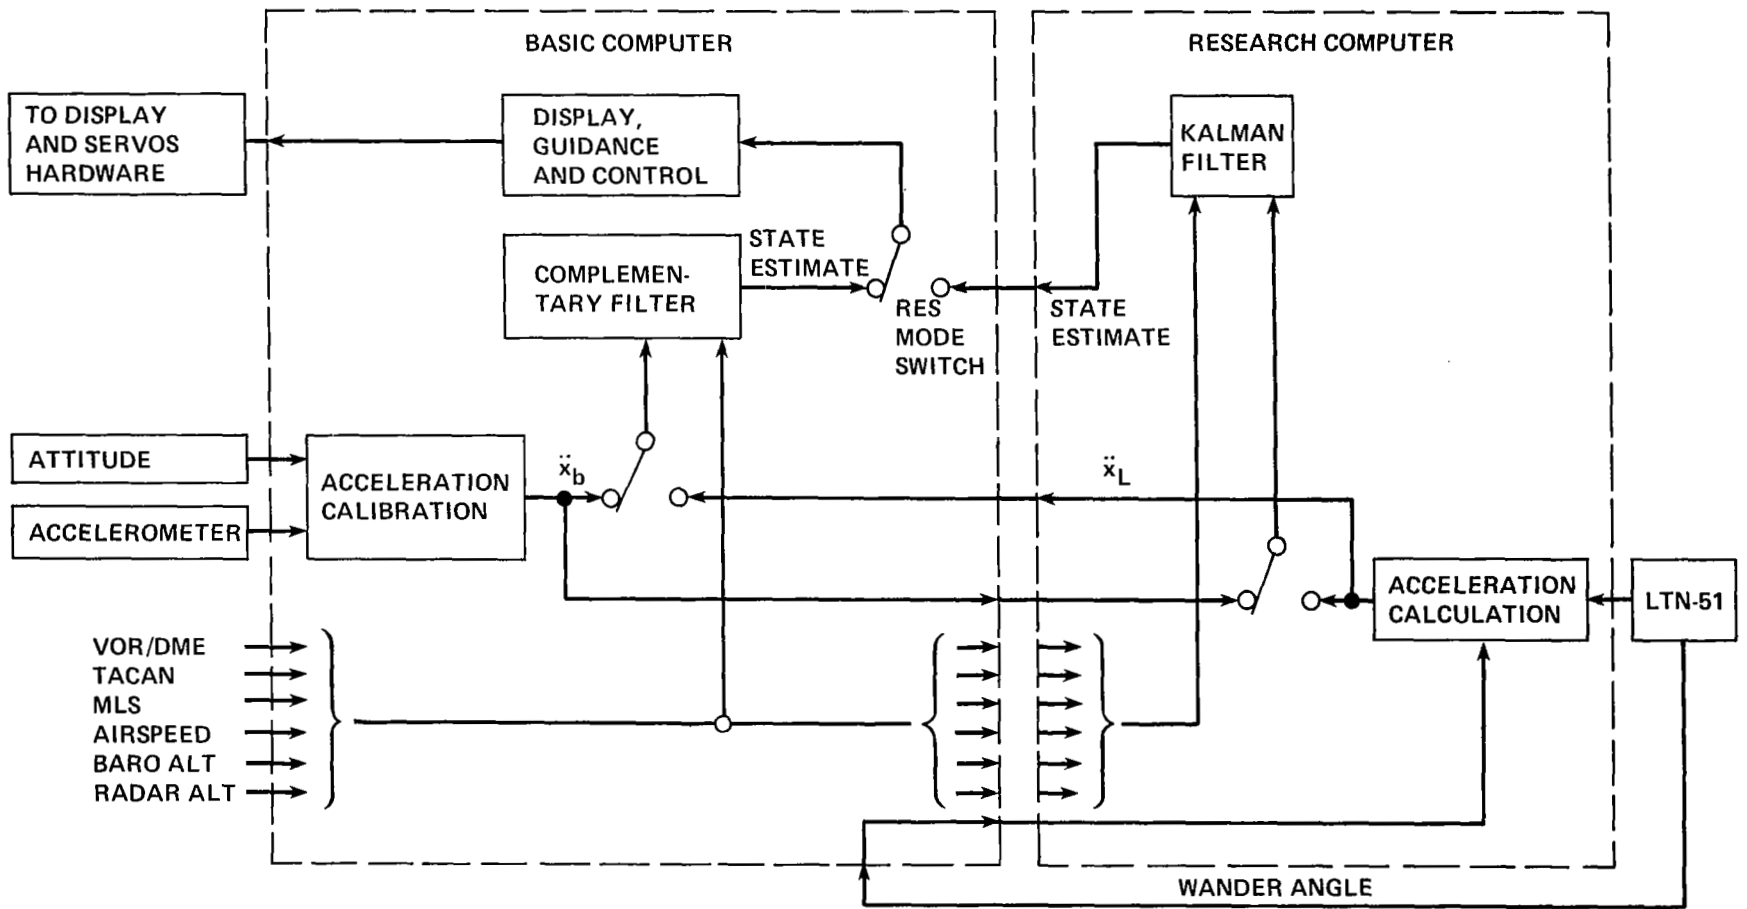 BASIC COMPUTER
RESEARCH COMPUTER
TO DISPLAY
AND SERVOS
HARDWARE
DISPLAY,
GUIDANCE
AND CONTROL
KALMAN
FILTER
COMPLEMEN-
TARY FILTER
STATE
ESTIMATE
RES
MODE
SWITCH
STATE
ESTIMATE
ATTITUDE
ACCELEROMETER
ACCELERATION
CALIBRATION
ẍb
ẍL
ACCELERATION
CALCULATION
LTN-51
VOR/DME
TACAN
MLS
AIRSPEED
BARO ALT
RADAR ALT
WANDER ANGLE